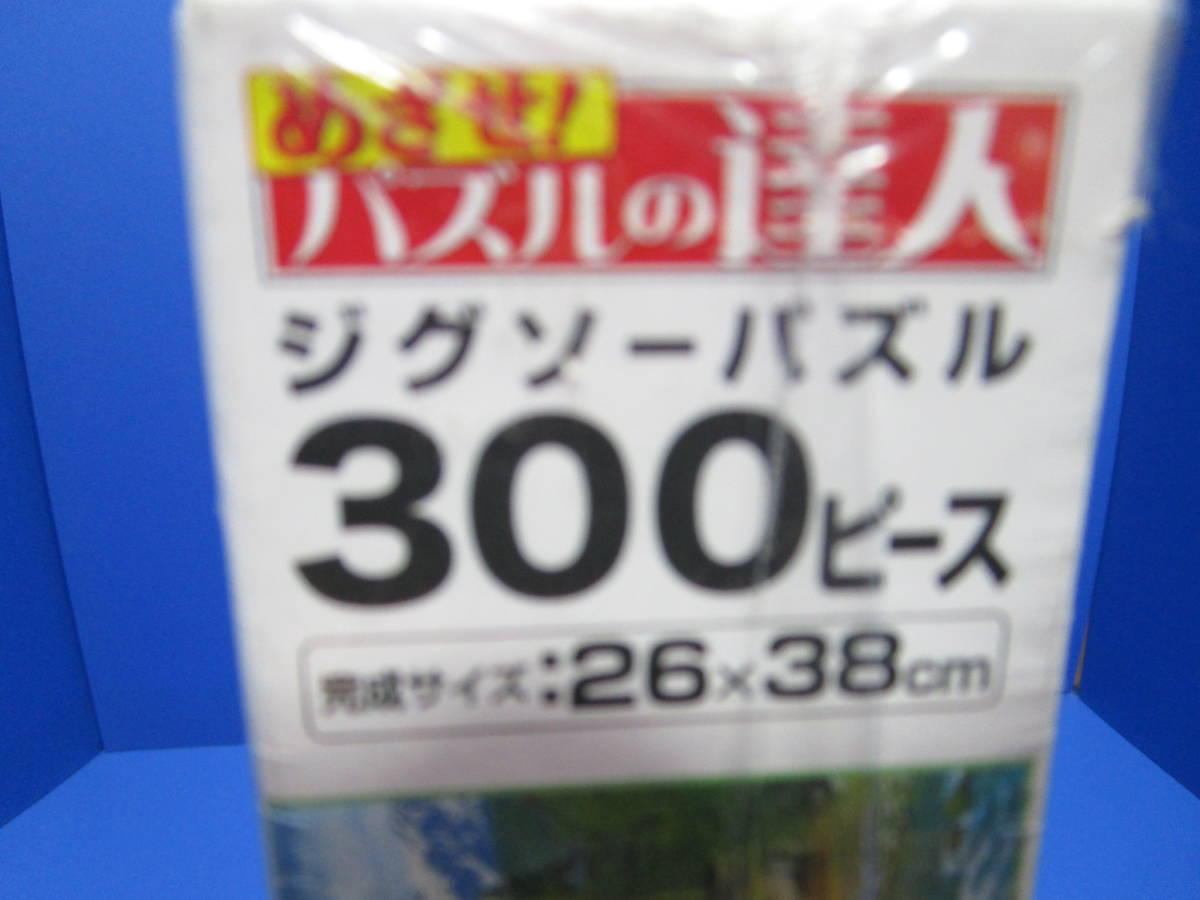 めざせ!
パズルの達人
ジグソーパズル
300ピース
完成サイズ:26×38cm